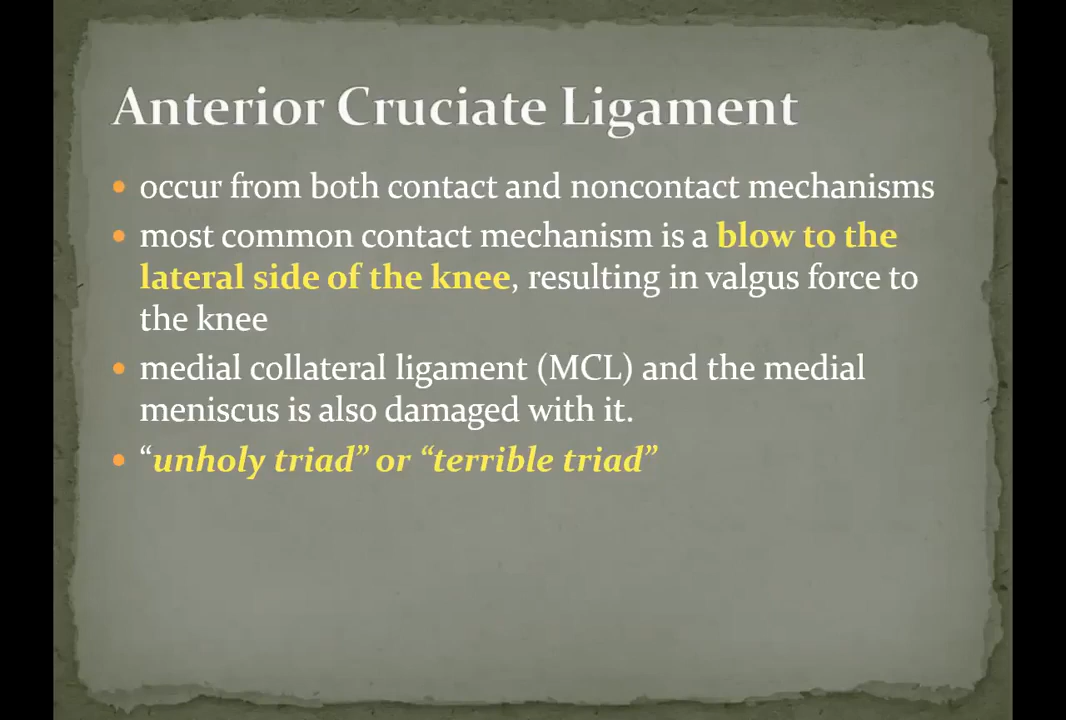 Anterior Cruciate Ligament
• occur from both contact and noncontact mechanisms
• most common contact mechanism is a blow to the
lateral side of the knee, resulting in valgus force to
the knee
• medial collateral ligament (MCL) and the medial
meniscus is also damaged with it.
• “unholy triad” or “terrible triad”